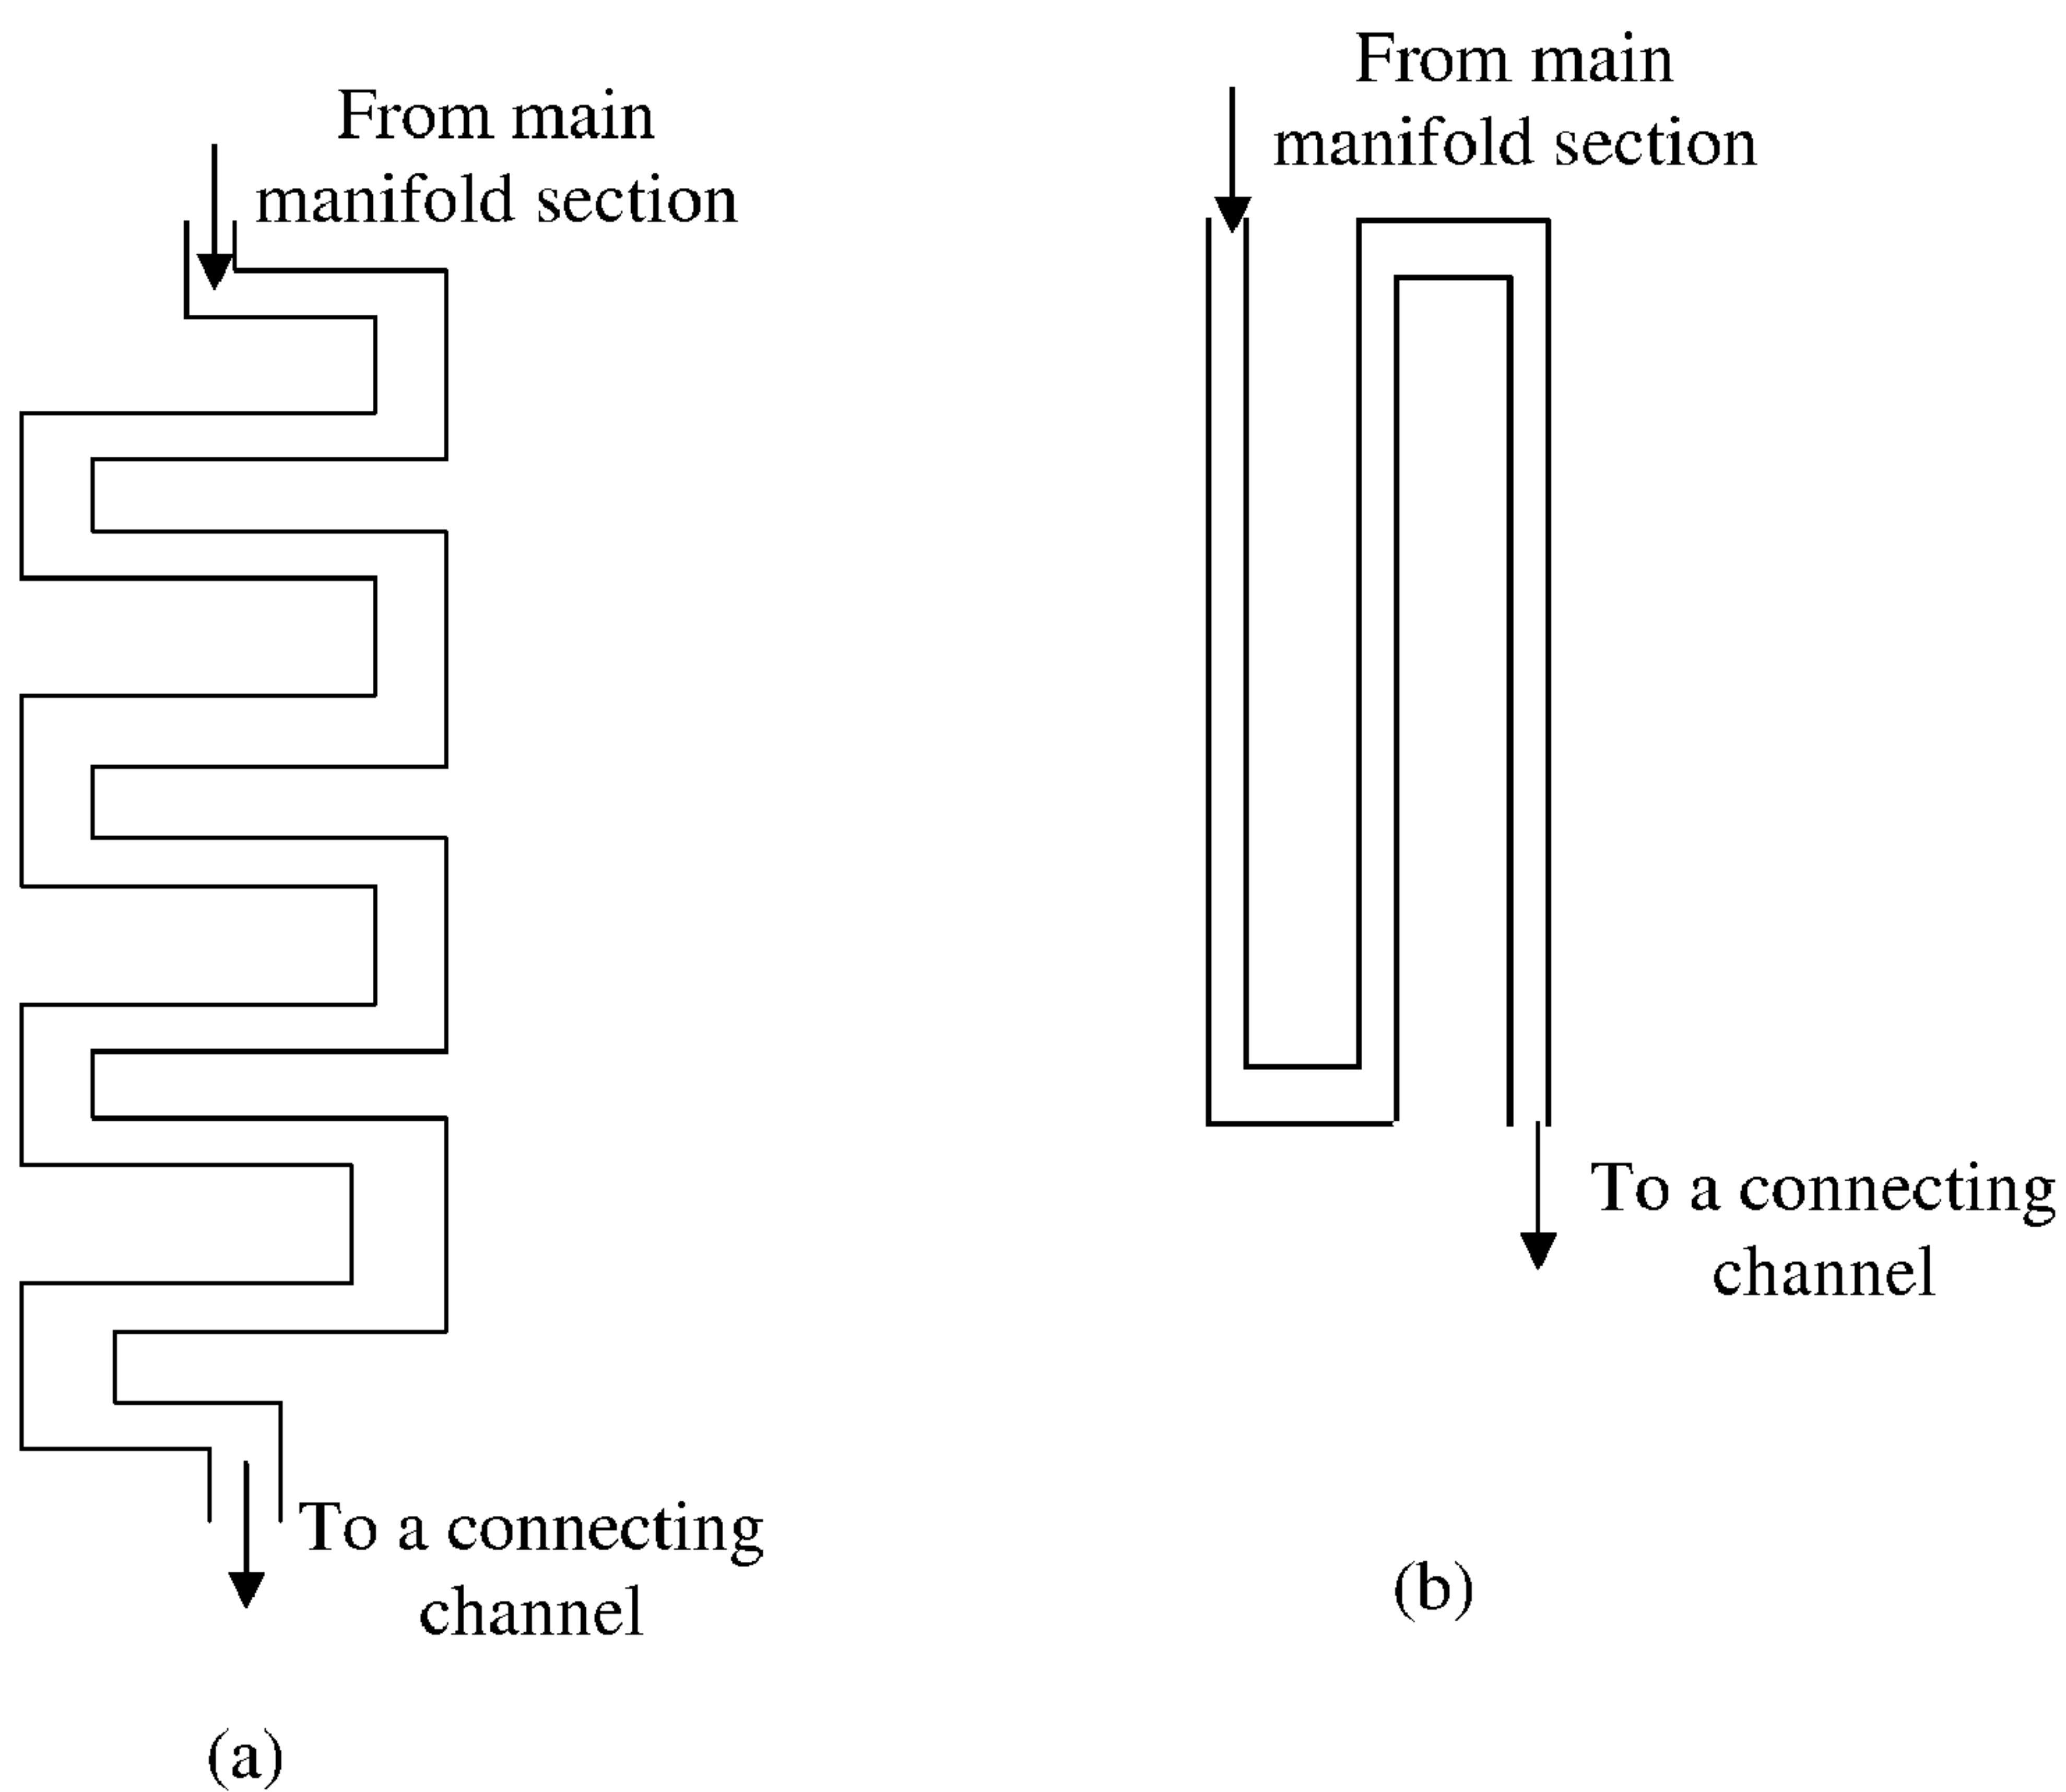 From main
manifold section
To a connecting
channel
(a)
From main
manifold section
To a connecting
channel
(b)